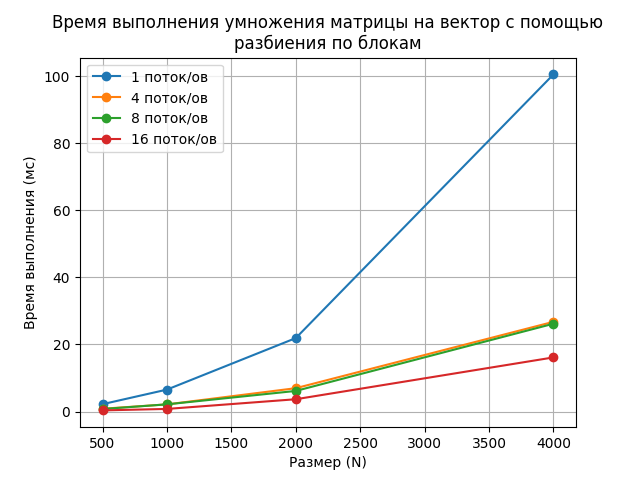 Время выполнения умножения матрицы на вектор с помощью
разбиения по блокам
1 поток/ов
4 поток/ов
8 поток/ов
16 поток/ов
Время выполнения (мс)
100
80
60
40
20
0
500 1000 1500 2000 2500 3000 3500 4000
Размер (N)